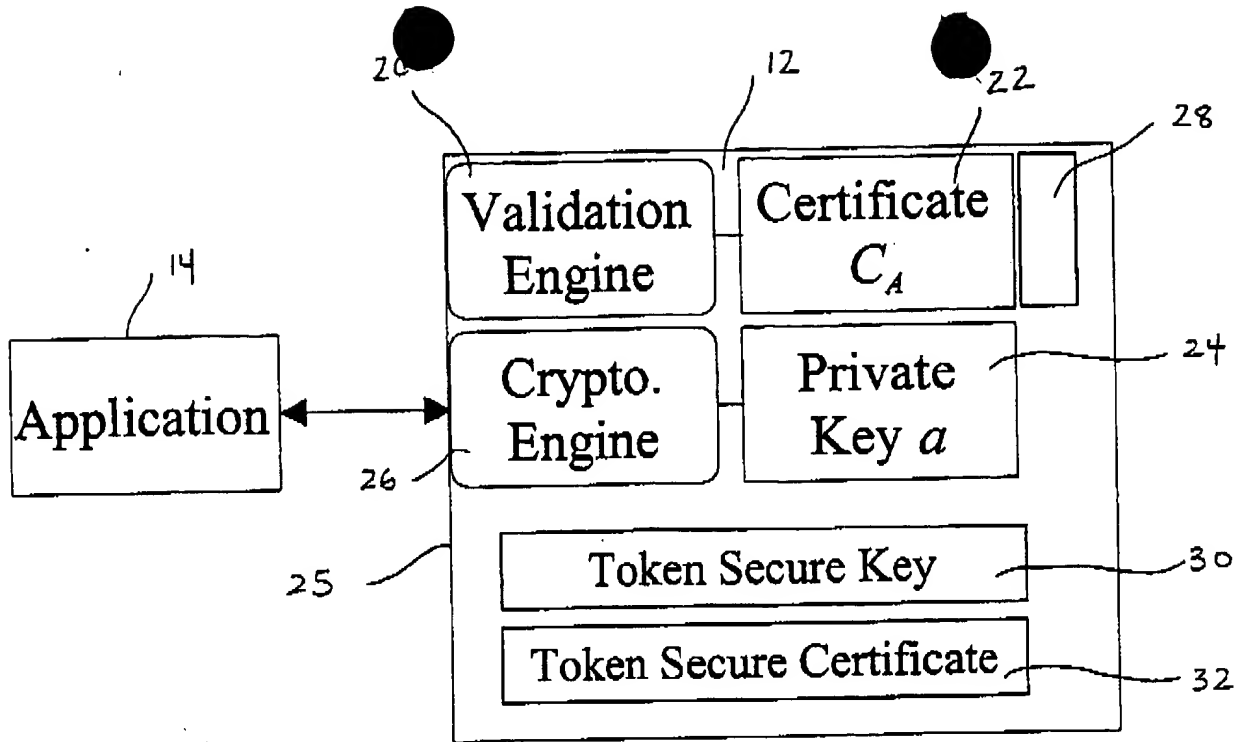 12
22
28
Validation
Engine
Certificate
C_A
14
Application
Crypto.
Engine
26
Private
Key a
24
25
Token Secure Key
30
Token Secure Certificate
32